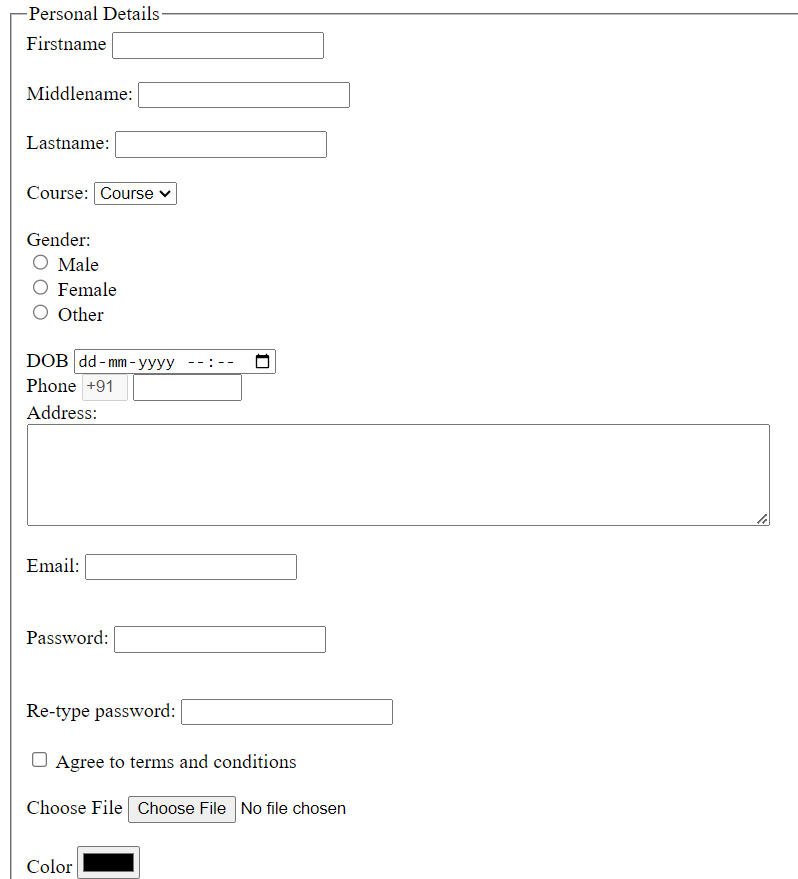 Personal Details
Firstname
Middlename:
Lastname:
Course: Course
Gender:
Male
Female
Other
DOB dd-mm-yyyy --:--
Phone +91
Address:
Email:
Password:
Re-type password:
Agree to terms and conditions
Choose File Choose File No file chosen
Color